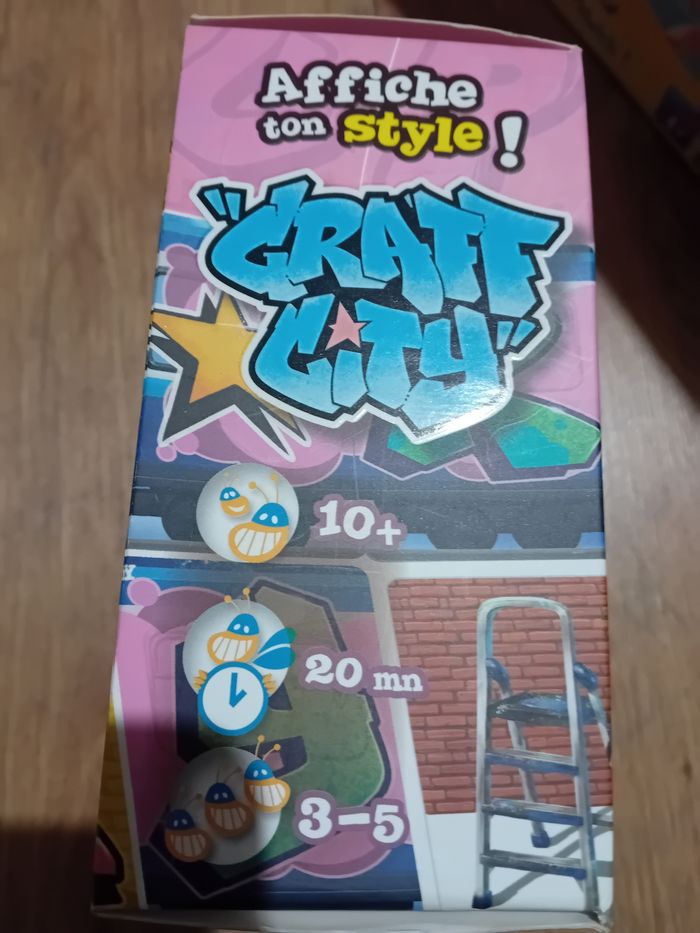 Affiche
ton style !
"GRAFF
CiTY"
10+
20 mn
3-5